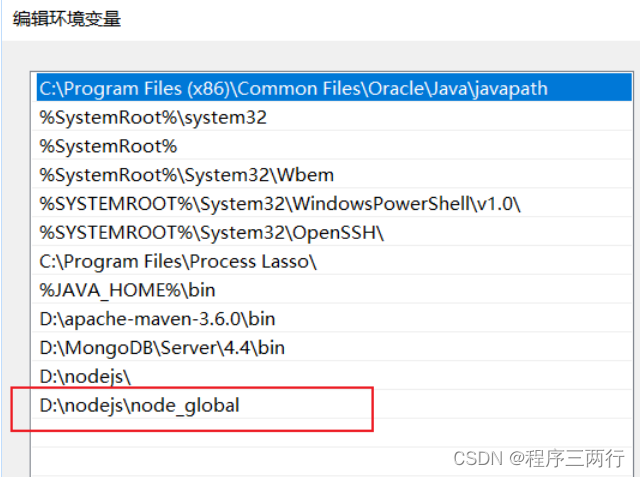 编辑环境变量
C:\Program Files (x86)\Common Files\Oracle\Java\javapath
%SystemRoot%\system32
%SystemRoot%
%SystemRoot%\System32\Wbem
%SYSTEMROOT%\System32\WindowsPowerShell\v1.0\
%SYSTEMROOT%\System32\OpenSSH\
C:\Program Files\Process Lasso\
%JAVA_HOME%\bin
D:\apache-maven-3.6.0\bin
D:\MongoDB\Server\4.4\bin
D:\nodejs\
D:\nodejs\node_global
CSDN @程序三两行